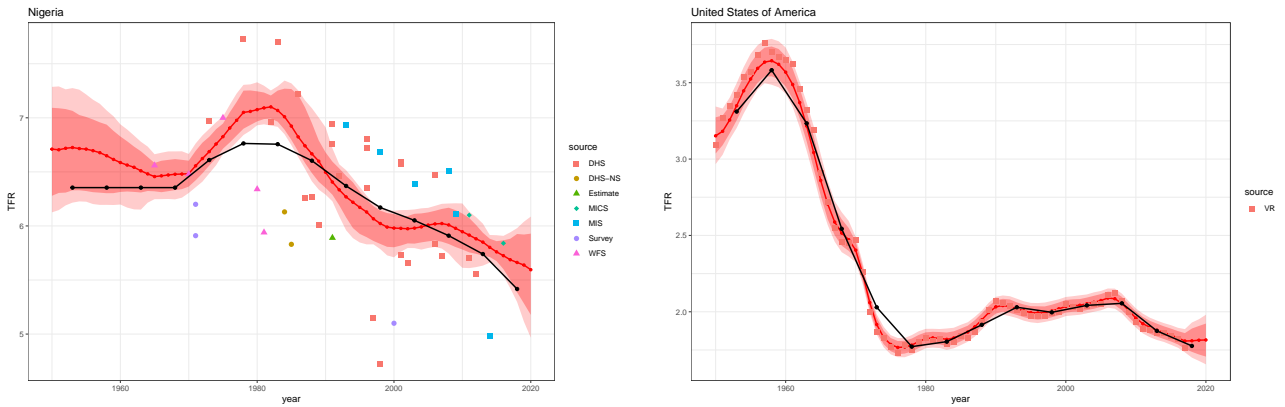 Nigeria
TFR
7
6
5
1960
1980
2000
2020
year
source
DHS
DHS−NS
Estimate
MICS
MIS
Survey
WFS
United States of America
TFR
3.5
3.0
2.5
2.0
1960
1980
2000
2020
year
source
VR